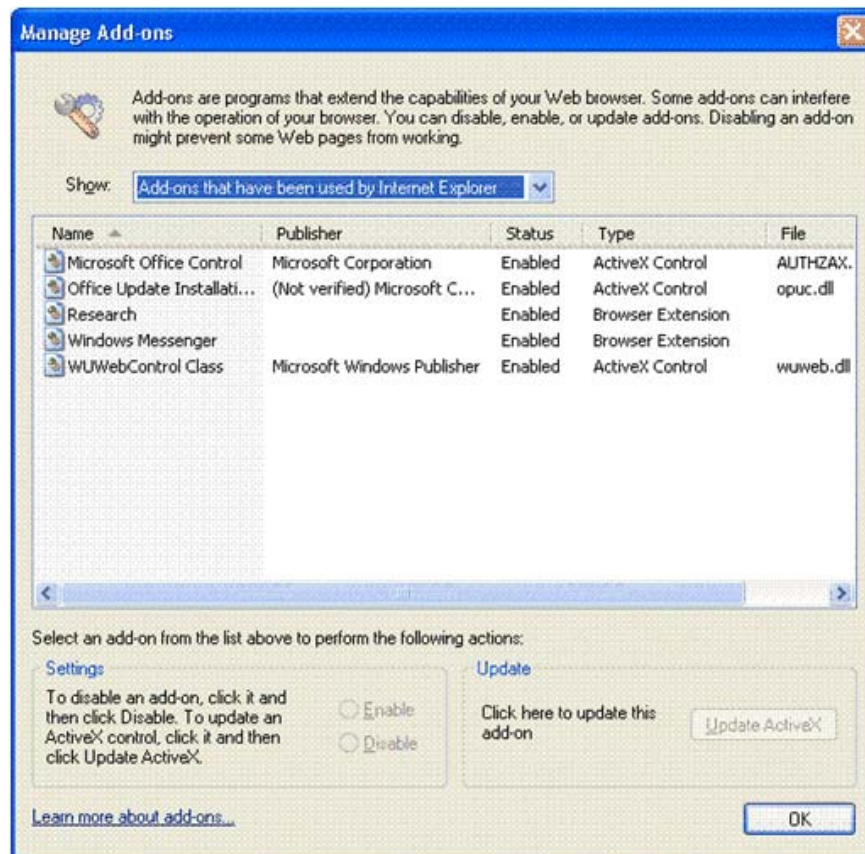 Manage Add-ons
Add-ons are programs that extend the capabilities of your Web browser. Some add-ons can interfere
with the operation of your browser. You can disable, enable, or update add-ons. Disabling an add-on
might prevent some Web pages from working.
Show: Add-ons that have been used by Internet Explorer
Name Publisher Status Type File
Microsoft Office Control Microsoft Corporation Enabled ActiveX Control AUTHZAX.
Office Update Installati... (Not verified) Microsoft C... Enabled ActiveX Control opuc.dll
Research Enabled Browser Extension
Windows Messenger Enabled Browser Extension
WUWebControl Class Microsoft Windows Publisher Enabled ActiveX Control wuweb.dll
Select an add-on from the list above to perform the following actions:
Settings
To disable an add-on, click it and
then click Disable. To update an
ActiveX control, click it and then
click Update ActiveX.
Enable
Disable
Update
Click here to update this
add-on
Update ActiveX
Learn more about add-ons...
OK